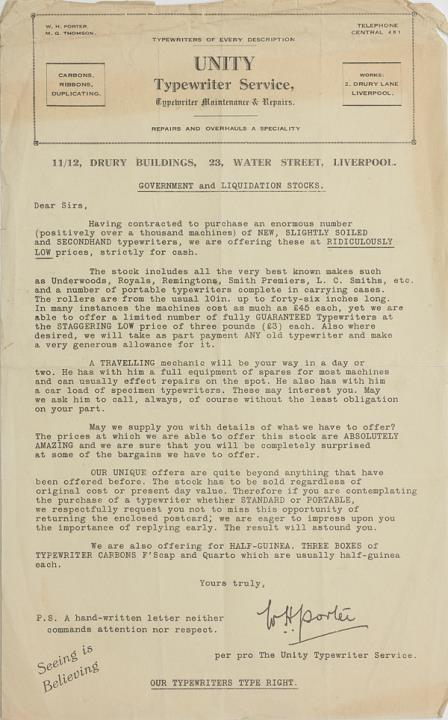 W. H. PORTER.
M. G. THOMSON.
TELEPHONE
CENTRAL 451
TYPEWRITERS OF EVERY DESCRIPTION
CARBONS,
RIBBONS,
DUPLICATING.
UNITY
Typewriter Service,
Typewriter Maintenance & Repairs.
WORKS:
2, DRURY LANE
LIVERPOOL.
REPAIRS AND OVERHAULS A SPECIALITY
11/12, DRURY BUILDINGS, 23, WATER STREET, LIVERPOOL.
GOVERNMENT and LIQUIDATION STOCKS.
Dear Sirs,
Having contracted to purchase an enormous number
(positively over a thousand machines) of NEW, SLIGHTLY SOILED
and SECONDHAND typewriters, we are offering these at RIDICULOUSLY
LOW prices, strictly for cash.
The stock includes all the very best known makes such
as Underwoods, Royals, Remingtons, Smith Premiers, L. C. Smiths, etc.
and a number of portable typewriters complete in carrying cases.
The rollers are from the usual 10in. up to forty-six inches long.
In many instances the machines cost as much as £45 each, yet we are
able to offer a limited number of fully GUARANTEED Typewriters at
the STAGGERING LOW price of three pounds (£3) each. Also where
desired, we will take as part payment ANY old typewriter and make
a very generous allowance for it.
A TRAVELLING mechanic will be your way in a day or
two. He has with him a full equipment of spares for most machines
and can usually effect repairs on the spot. He also has with him
a car load of specimen typewriters. These may interest you. May
we ask him to call, always, of course without the least obligation
on your part.
May we supply you with details of what we have to offer?
The prices at which we are able to offer this stock are ABSOLUTELY
AMAZING and we are sure that you will be completely surprised
at some of the bargains we have to offer.
OUR UNIQUE offers are quite beyond anything that have
been offered before. The stock has to be sold regardless of
original cost or present day value. Therefore if you are contemplating
the purchase of a typewriter whether STANDARD or PORTABLE,
we respectfully request you not to miss this opportunity of
returning the enclosed postcard; we are eager to impress upon you
the importance of replying early. The result will astound you.
We are also offering for HALF-GUINEA. THREE BOXES of
TYPEWRITER CARBONS F'Scap and Quarto which are usually half-guinea
each.
Yours truly,
P.S. A hand-written letter neither
commands attention nor respect.
W.H.Porter
per pro The Unity Typewriter Service.
Seeing is
Believing
OUR TYPEWRITERS TYPE RIGHT.